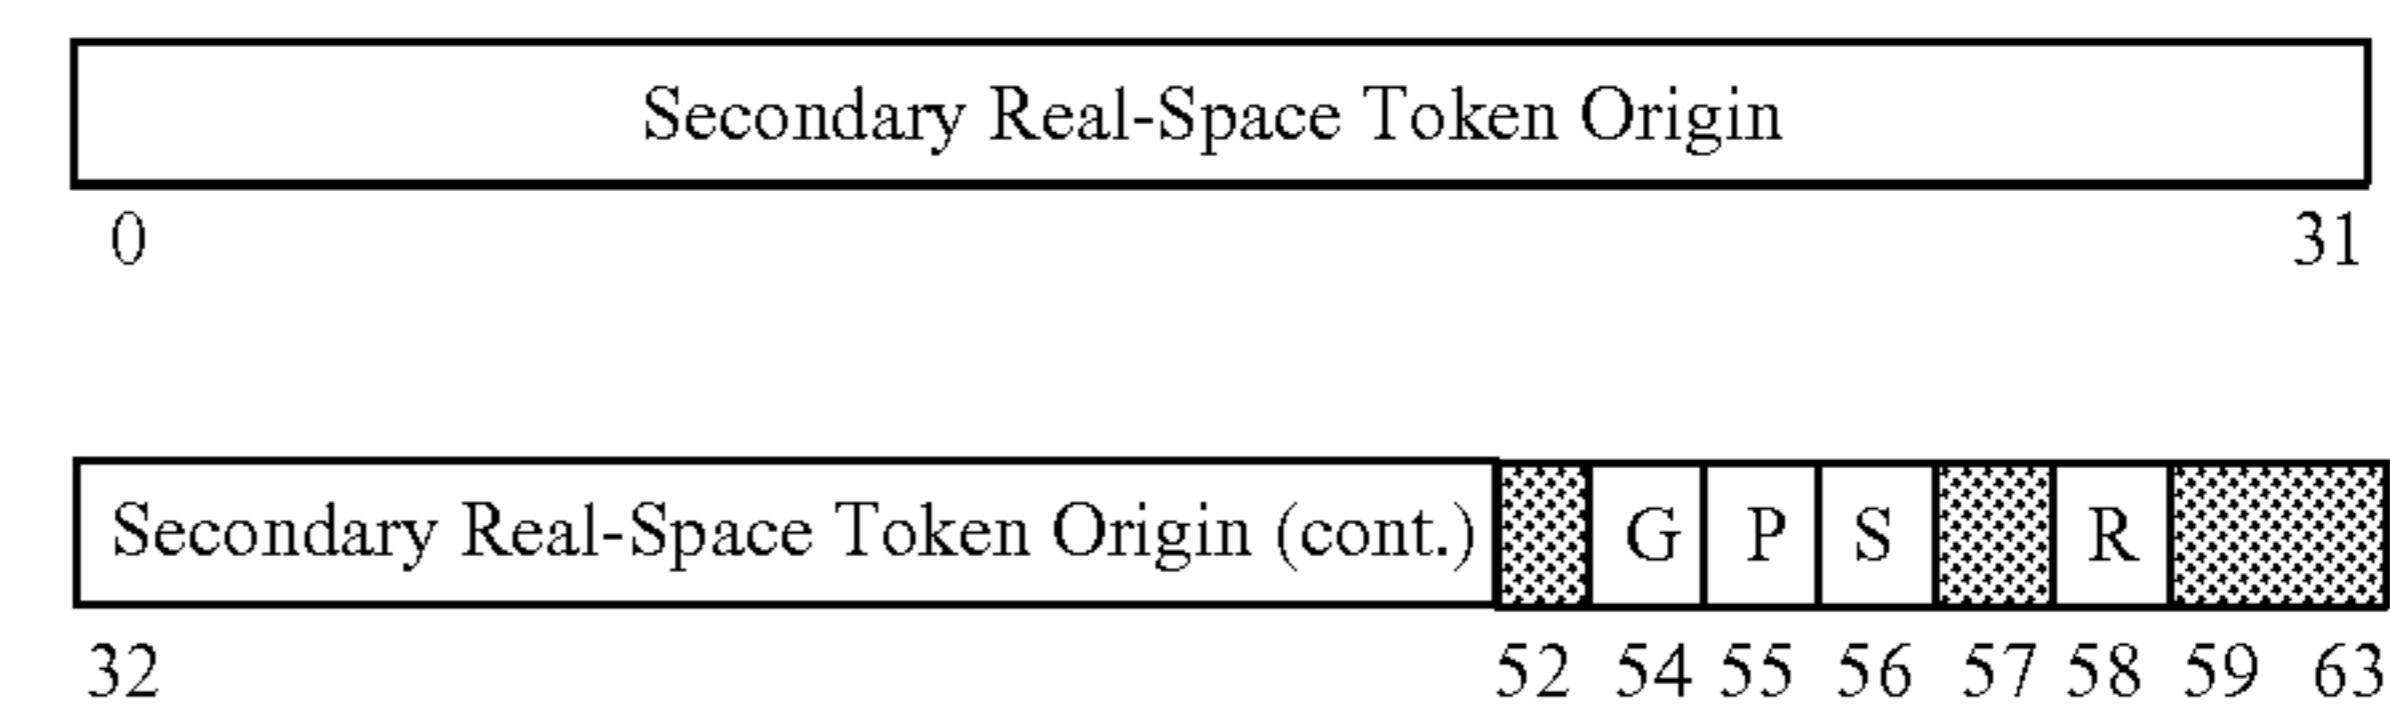 Secondary Real-Space Token Origin
0 31
Secondary Real-Space Token Origin (cont.) G P S R
32 52 54 55 56 57 58 59 63